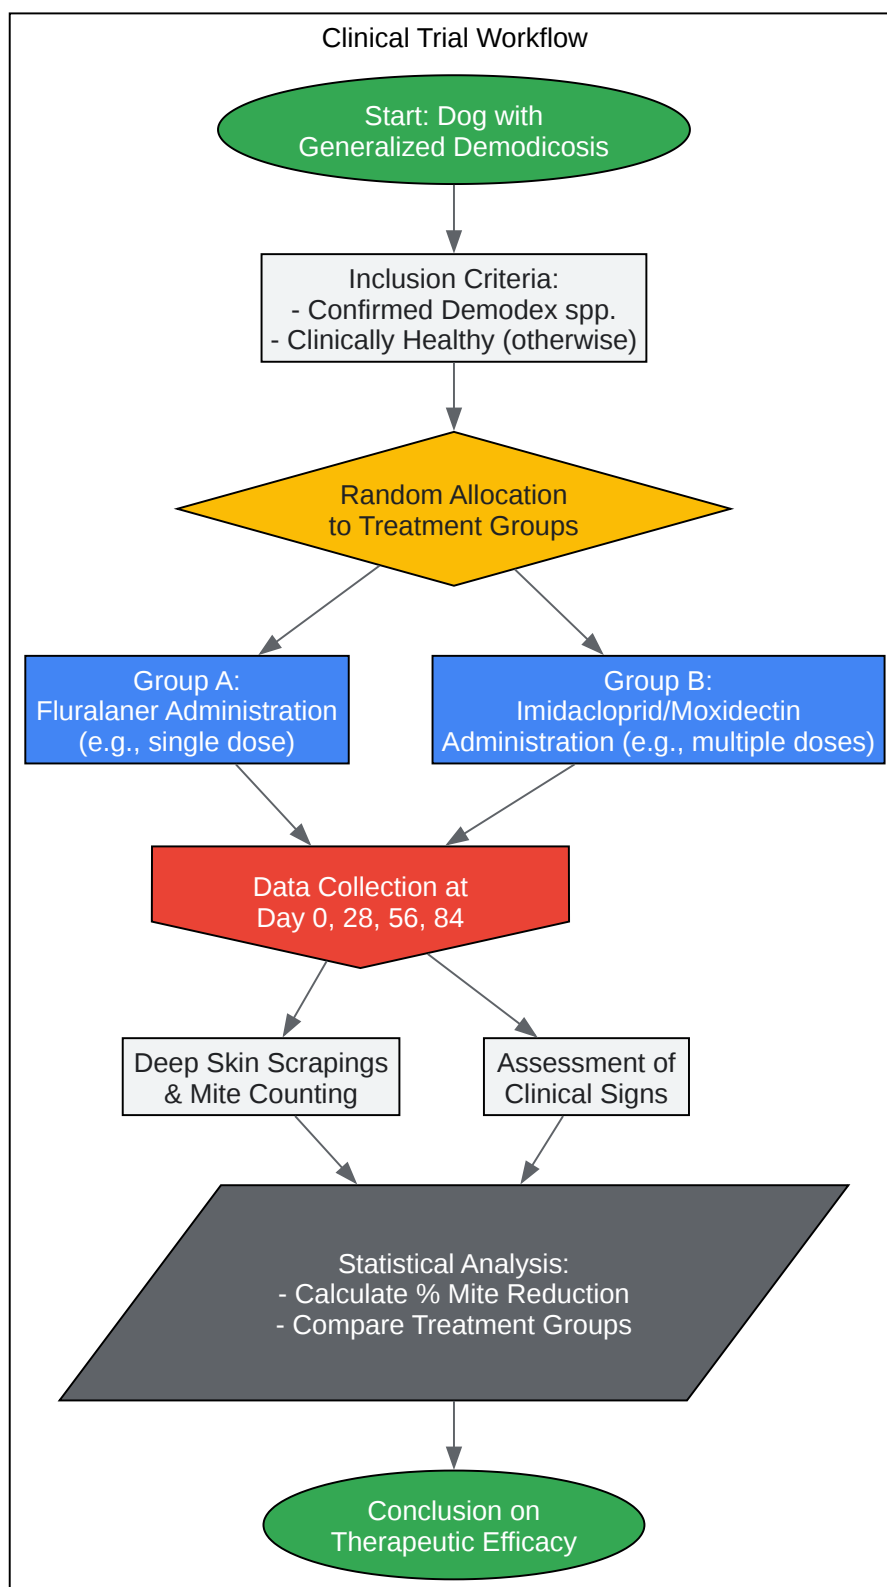 Clinical Trial Workflow
Start: Dog with
Generalized Demodicosis
Inclusion Criteria:
- Confirmed Demodex spp.
- Clinically Healthy (otherwise)
Random Allocation
to Treatment Groups
Group A:
Fluralaner Administration
(e.g., single dose)
Group B:
Imidacloprid/Moxidectin
Administration (e.g., multiple doses)
Data Collection at
Day 0, 28, 56, 84
Deep Skin Scrapings
& Mite Counting
Assessment of
Clinical Signs
Statistical Analysis:
- Calculate % Mite Reduction
- Compare Treatment Groups
Conclusion on
Therapeutic Efficacy